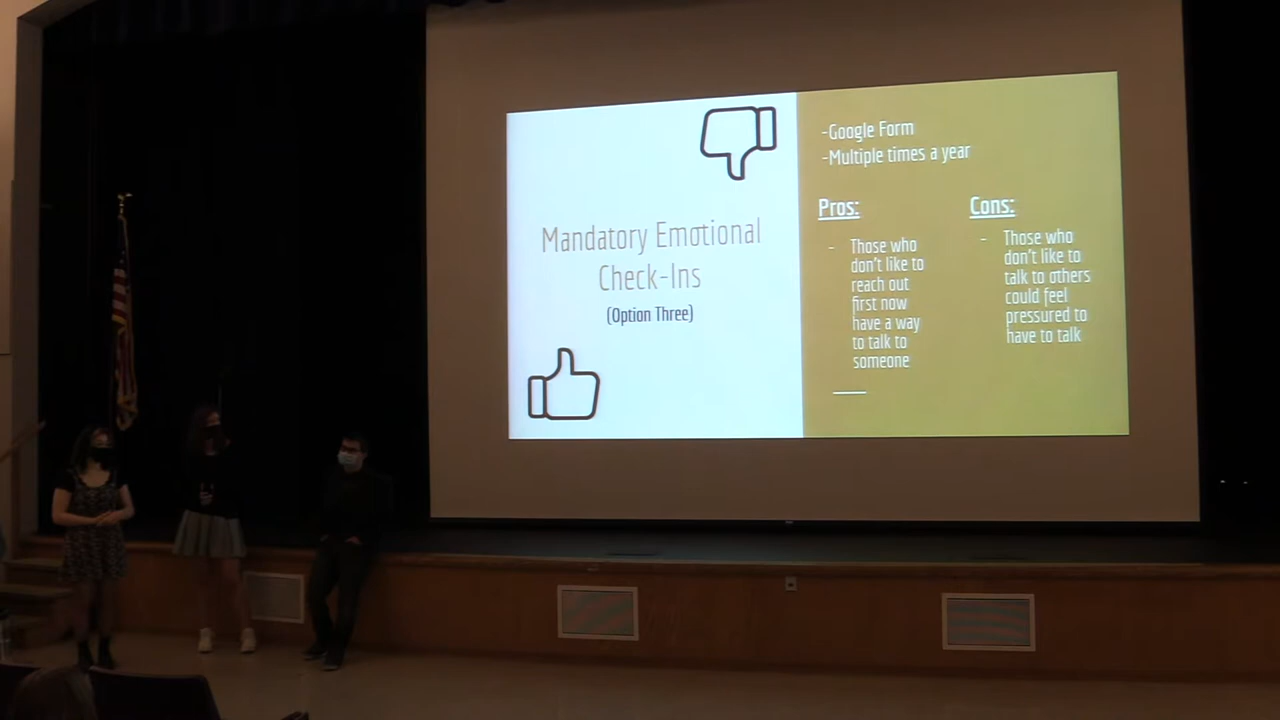 Mandatory Emotional
Check-Ins
(Option Three)
-Google Form
-Multiple times a year
Pros:
- Those who
don't like to
reach out
first now
have a way
to talk to
someone
Cons:
- Those who
don't like to
talk to others
could feel
pressured to
have to talk